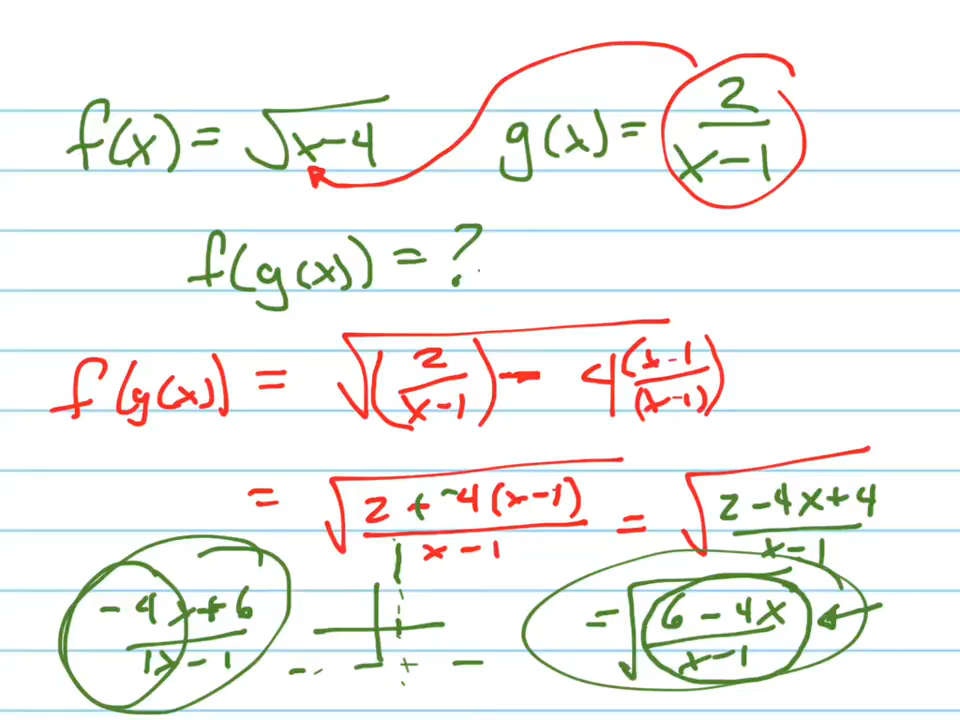 f(x) = √(x-4)   g(x) = 2/(x-1)
f(g(x)) = ?
f(g(x)) = √((2/(x-1)) - 4((x-1)/(x-1)))
= √((2 + -4(x-1))/(x-1)) = √((2-4x+4)/(x-1))
(-4x+6)/(1x-1)   = √((6-4x)/(x-1))